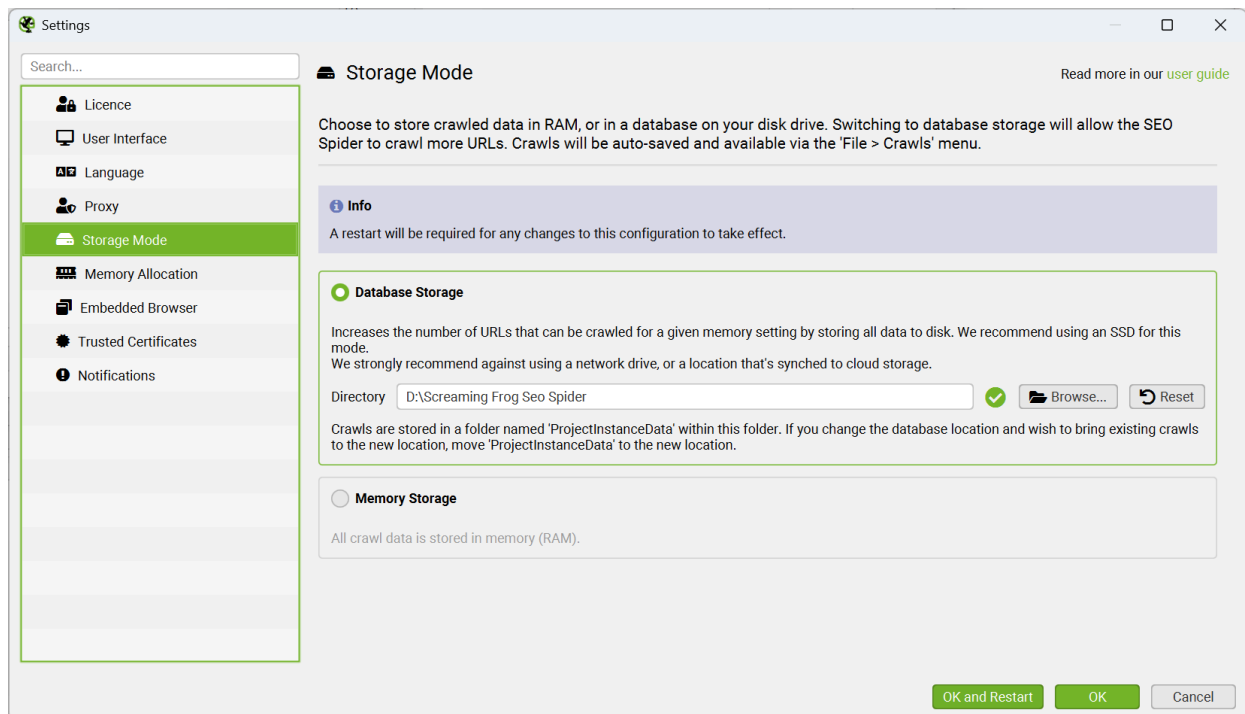 Settings
Search...
Licence
User Interface
Language
Proxy
Storage Mode
Memory Allocation
Embedded Browser
Trusted Certificates
Notifications
Storage Mode
Read more in our user guide
Choose to store crawled data in RAM, or in a database on your disk drive. Switching to database storage will allow the SEO
Spider to crawl more URLs. Crawls will be auto-saved and available via the 'File > Crawls' menu.
Info
A restart will be required for any changes to this configuration to take effect.
Database Storage
Increases the number of URLs that can be crawled for a given memory setting by storing all data to disk. We recommend using an SSD for this
mode.
We strongly recommend against using a network drive, or a location that's synched to cloud storage.
Directory D:\Screaming Frog Seo Spider Browse... Reset
Crawls are stored in a folder named 'ProjectInstanceData' within this folder. If you change the database location and wish to bring existing crawls
to the new location, move 'ProjectInstanceData' to the new location.
Memory Storage
All crawl data is stored in memory (RAM).
OK and Restart OK Cancel